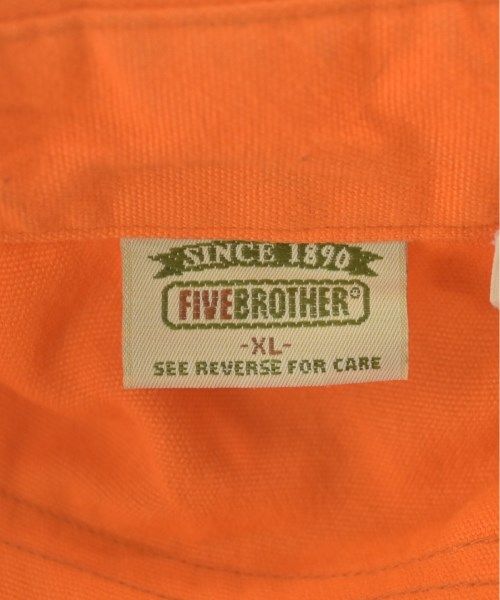 SINCE 1890
FIVEBROTHER®
-XL-
SEE REVERSE FOR CARE